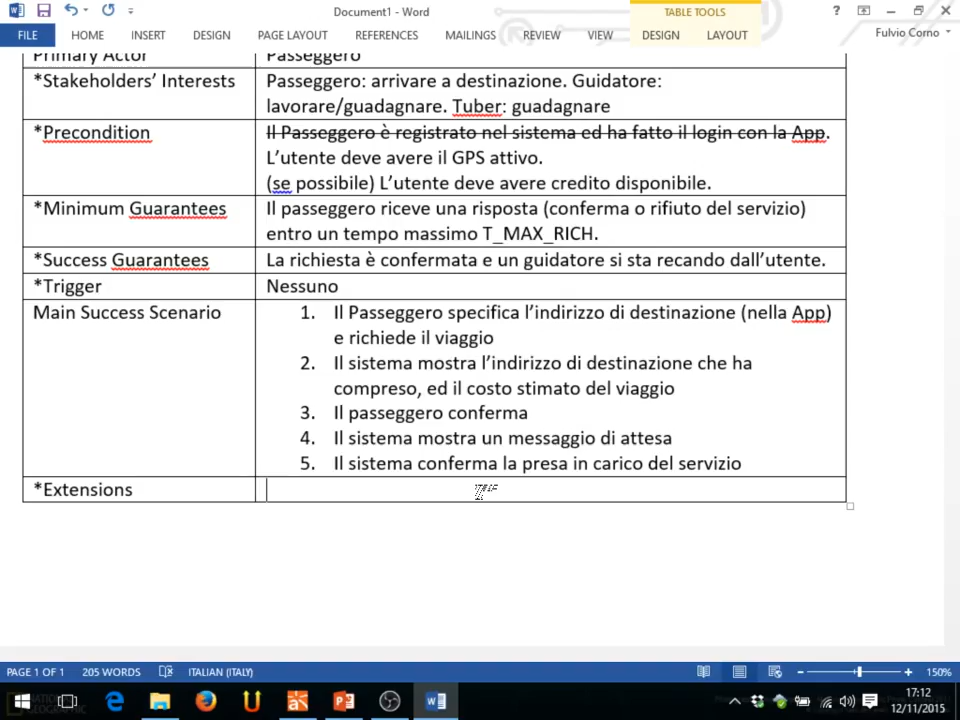 Document1 - Word
TABLE TOOLS
FILE
HOME
INSERT
DESIGN
PAGE LAYOUT
REFERENCES
MAILINGS
REVIEW
VIEW
DESIGN
LAYOUT
Fulvio Corno
Primary Actor
Passeggero
*Stakeholders’ Interests
Passeggero: arrivare a destinazione. Guidatore:
lavorare/guadagnare. Tuber: guadagnare
*Precondition
Il Passeggero è registrato nel sistema ed ha fatto il login con la App.
L’utente deve avere il GPS attivo.
(se possibile) L’utente deve avere credito disponibile.
*Minimum Guarantees
Il passeggero riceve una risposta (conferma o rifiuto del servizio)
entro un tempo massimo T_MAX_RICH.
*Success Guarantees
La richiesta è confermata e un guidatore si sta recando dall’utente.
*Trigger
Nessuno
Main Success Scenario
1. Il Passeggero specifica l’indirizzo di destinazione (nella App)
e richiede il viaggio
2. Il sistema mostra l’indirizzo di destinazione che ha
compreso, ed il costo stimato del viaggio
3. Il passeggero conferma
4. Il sistema mostra un messaggio di attesa
5. Il sistema conferma la presa in carico del servizio
*Extensions
PAGE 1 OF 1
205 WORDS
ITALIAN (ITALY)
150%
17:12
12/11/2015